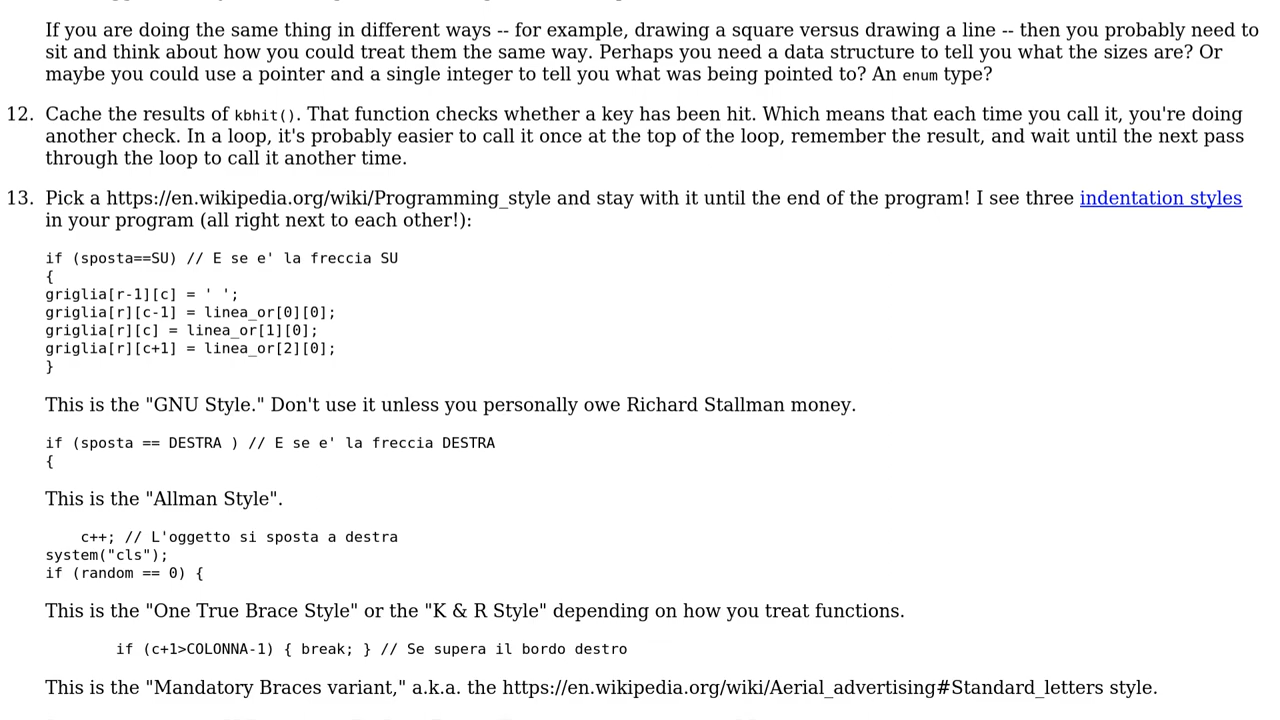 If you are doing the same thing in different ways -- for example, drawing a square versus drawing a line -- then you probably need to
sit and think about how you could treat them the same way. Perhaps you need a data structure to tell you what the sizes are? Or
maybe you could use a pointer and a single integer to tell you what was being pointed to? An enum type?
12. Cache the results of kbhit(). That function checks whether a key has been hit. Which means that each time you call it, you're doing
another check. In a loop, it's probably easier to call it once at the top of the loop, remember the result, and wait until the next pass
through the loop to call it another time.
13. Pick a https://en.wikipedia.org/wiki/Programming_style and stay with it until the end of the program! I see three indentation styles
in your program (all right next to each other!):
if (sposta==SU) // E se e' la freccia SU
{
griglia[r-1][c] = ' ';
griglia[r][c-1] = linea_or[0][0];
griglia[r][c] = linea_or[1][0];
griglia[r][c+1] = linea_or[2][0];
}
This is the "GNU Style." Don't use it unless you personally owe Richard Stallman money.
if (sposta == DESTRA ) // E se e' la freccia DESTRA
{
This is the "Allman Style".
    c++; // L'oggetto si sposta a destra
system("cls");
if (random == 0) {
This is the "One True Brace Style" or the "K & R Style" depending on how you treat functions.
        if (c+1>COLONNA-1) { break; } // Se supera il bordo destro
This is the "Mandatory Braces variant," a.k.a. the https://en.wikipedia.org/wiki/Aerial_advertising#Standard_letters style.